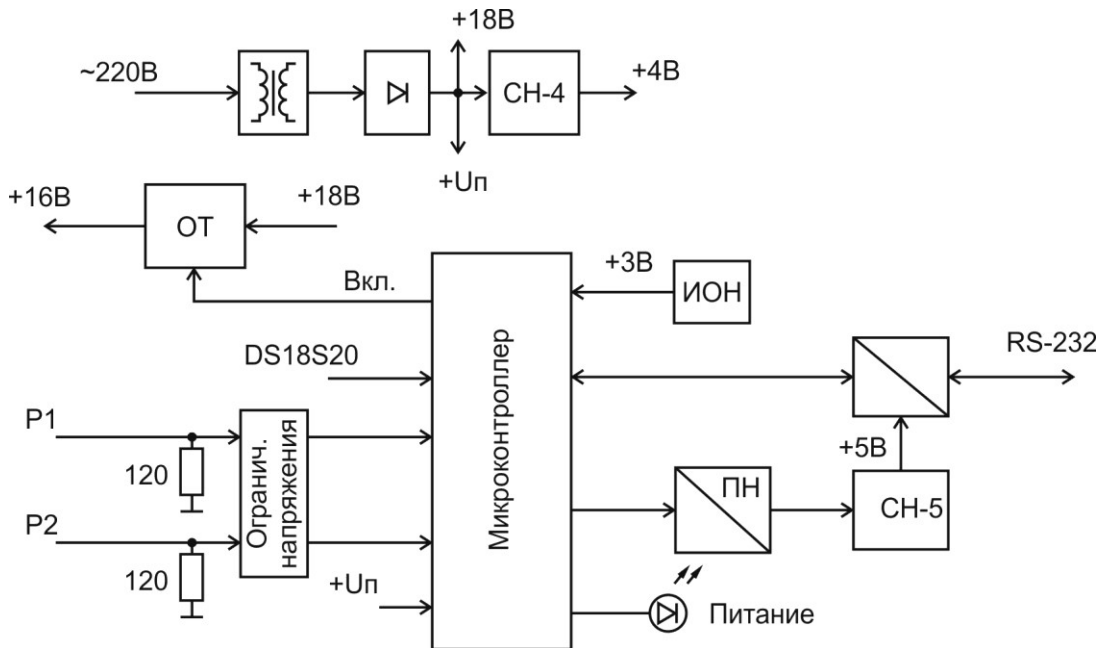 +18В
~220В
СН-4
+4В
+Uп
+16В
ОТ
+18В
Вкл.
+3В
ИОН
DS18S20
RS-232
P1
120
Огранич.
напряжения
Микроконтроллер
+5В
ПН
СН-5
P2
120
+Uп
Питание